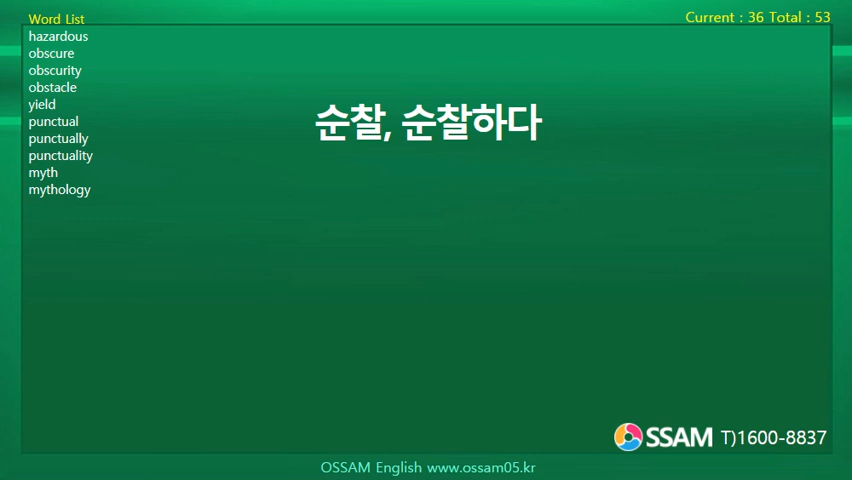 Word List
Current : 36 Total : 53
hazardous
obscure
obscurity
obstacle
yield
punctual
punctually
punctuality
myth
mythology
순찰, 순찰하다
OSSAM T)1600-8837
OSSAM English www.ossam05.kr